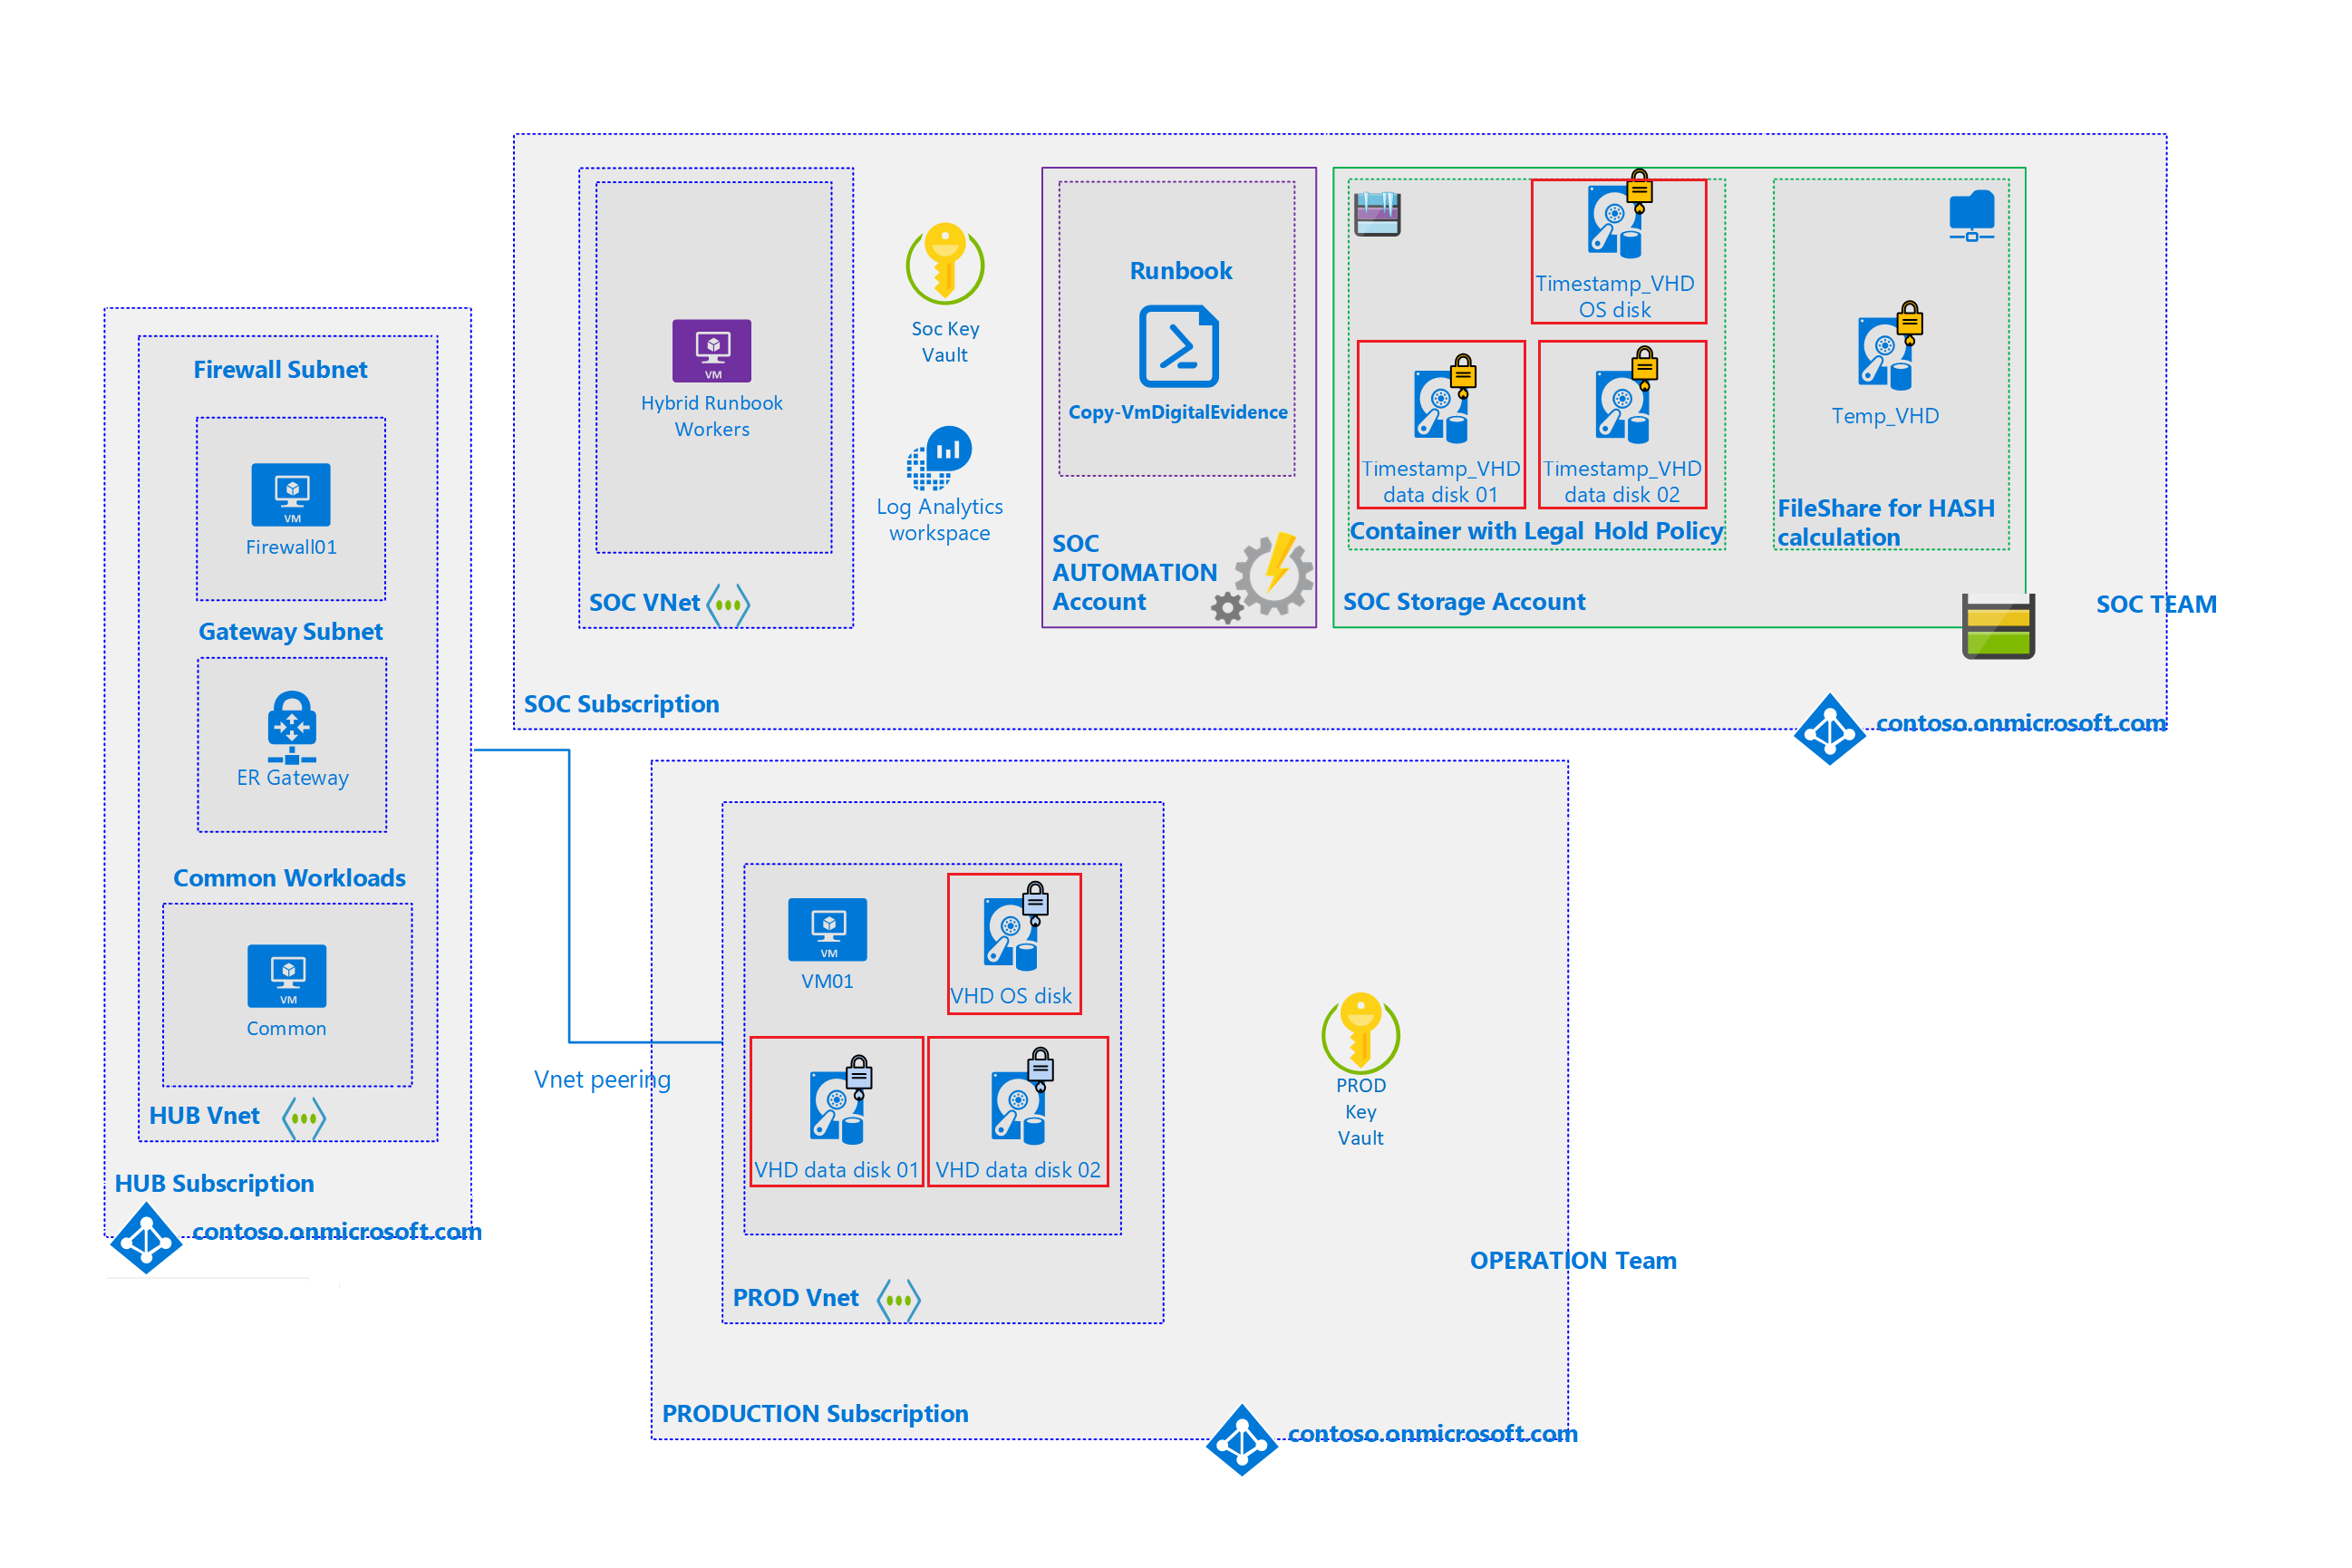 Firewall Subnet
VM
Firewall01
Gateway Subnet
ER Gateway
Common Workloads
VM
Common
HUB Vnet
HUB Subscription
contoso.onmicrosoft.com
VM
Hybrid Runbook
Workers
SOC VNet
Soc Key
Vault
Log Analytics
workspace
Runbook
Copy-VmDigitalEvidence
SOC
AUTOMATION
Account
Timestamp_VHD
OS disk
Timestamp_VHD
data disk 01
Timestamp_VHD
data disk 02
Container with Legal Hold Policy
Temp_VHD
FileShare for HASH
calculation
SOC Storage Account
SOC TEAM
SOC Subscription
contoso.onmicrosoft.com
Vnet peering
VM
VM01
VHD OS disk
VHD data disk 01
VHD data disk 02
PROD Vnet
PROD
Key
Vault
OPERATION Team
PRODUCTION Subscription
contoso.onmicrosoft.com